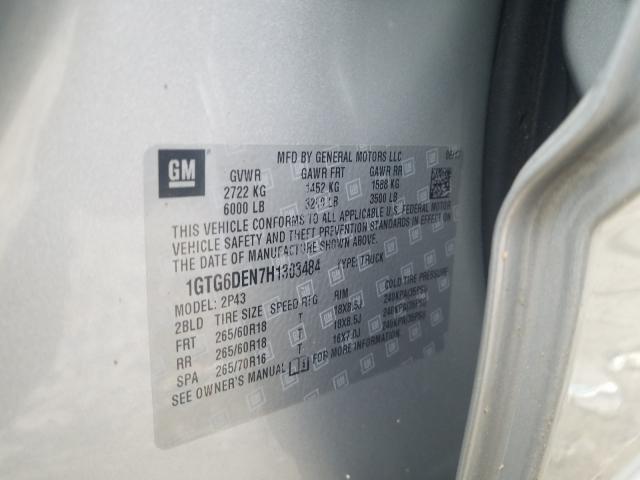 GM
MFD BY GENERAL MOTORS LLC
GVWR GAWR FRT GAWR RR
2722 KG 1452 KG 1588 KG
6000 LB LB 3500 LB
THIS VEHICLE CONFORMS TO ALL APPLICABLE U.S. FEDERAL MOTOR
VEHICLE SAFETY AND THEFT PREVENTION STANDARDS IN EFFECT ON
THE DATE OF MANUFACTURE SHOWN ABOVE.
1GTG6DEN7H1303484 TYPE: TRUCK
MODEL: 2P43
2BLD TIRE SIZE SPEED RTG RIM COLD TIRE PRESSURE
FRT 265/60R18 T 18X8.5J 240KPA(35PSI)
RR 265/60R18 T 18X8.5J 240KPA(35PSI)
SPA 265/70R16 T 16X7.0J 240KPA(35PSI)
SEE OWNER'S MANUAL FOR MORE INFORMATION.